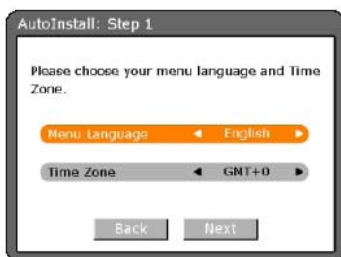 AutoInstall: Step 1
Please choose your menu language and Time
Zone.
Menu Language ◄ English ►
Time Zone ◄ GMT+0 ►
Back Next